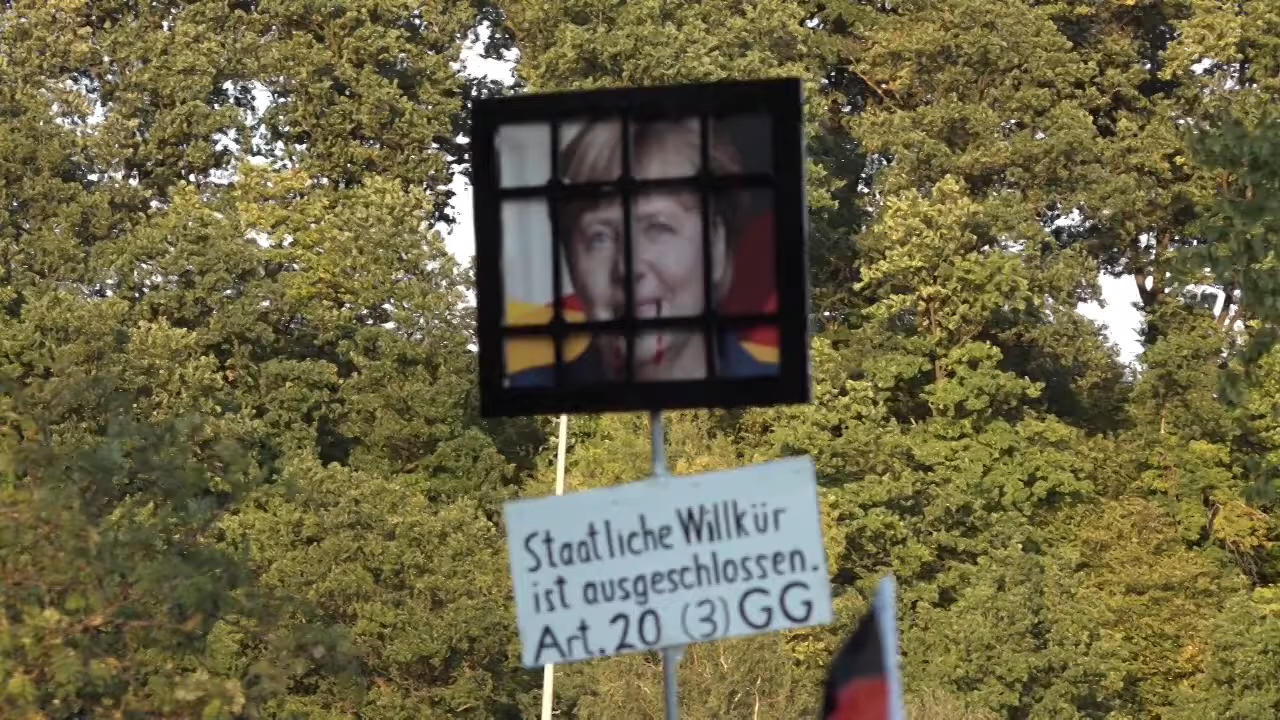 Staatliche Willkür
ist ausgeschlossen.
Art. 20 (3) GG